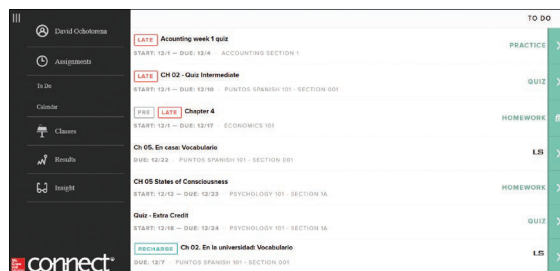 TO DO
David Ochotorena
Assignments
To Do
Calendar
Classes
Results
Insight
connect®
LATE Acounting week 1 quiz
START: 12/1 — DUE: 12/4 · ACCOUNTING SECTION 1
PRACTICE
LATE CH 02 - Quiz Intermediate
START: 12/1 — DUE: 12/10 · PUNTOS SPANISH 101 - SECTION 001
QUIZ
PRE LATE Chapter 4
START: 12/1 — DUE: 12/17 · ECONOMICS 101
HOMEWORK
Ch 05. En casa: Vocabulario
DUE: 12/22 · PUNTOS SPANISH 101 - SECTION 001
LS
CH 05 States of Consciousness
START: 12/12 — DUE: 12/23 · PSYCHOLOGY 101 - SECTION 1A
HOMEWORK
Quiz - Extra Credit
START: 12/18 — DUE: 12/24 · PSYCHOLOGY 101 - SECTION 1A
QUIZ
RECHARGE Ch 02. En la universidad: Vocabulario
DUE: 12/7 · PUNTOS SPANISH 101 - SECTION 001
LS